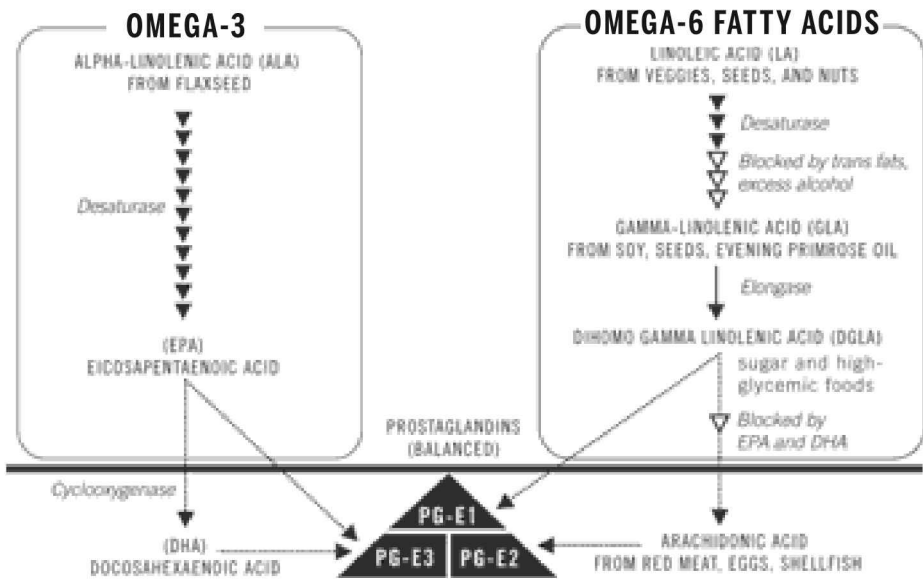 OMEGA-3
ALPHA-LINOLENIC ACID (ALA)
FROM FLAXSEED
Desaturase
(EPA)
EICOSAPENTAENOIC ACID
OMEGA-6 FATTY ACIDS
LINOLEIC ACID (LA)
FROM VEGGIES, SEEDS, AND NUTS
Desaturase
Blocked by trans fats,
excess alcohol
GAMMA-LINOLENIC ACID (GLA)
FROM SOY, SEEDS, EVENING PRIMROSE OIL
Elongase
DIHOMO GAMMA LINOLENIC ACID (DGLA)
sugar and high-
glycemic foods
Blocked by
EPA and DHA
PROSTAGLANDINS
(BALANCED)
Cyclooxygenase
(DHA)
DOCOSAHEXAENOIC ACID
PG-E1
PG-E3
PG-E2
ARACHIDONIC ACID
FROM RED MEAT, EGGS, SHELLFISH